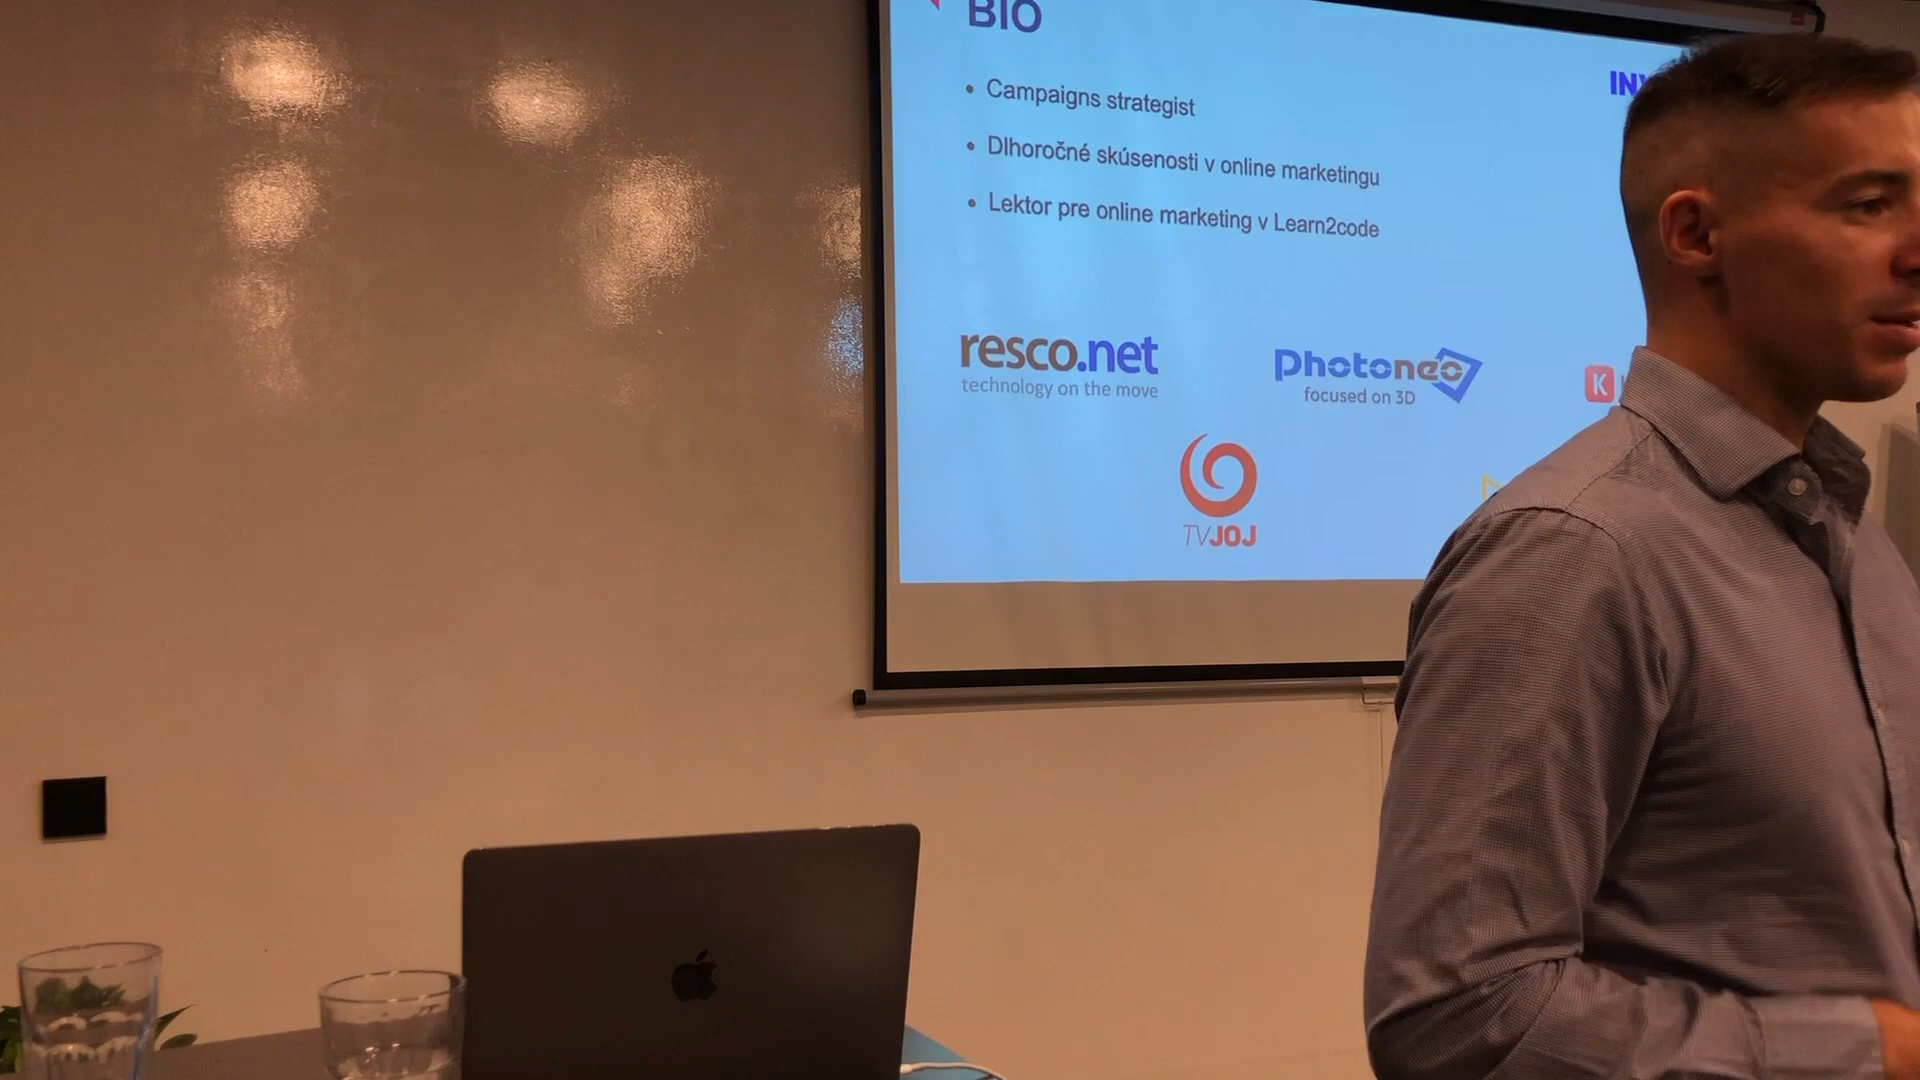 BIO
Campaigns strategist
Dlhoročné skúsenosti v online marketingu
Lektor pre online marketing v Learn2code
resco.net
technology on the move
photoneo
focused on 3D
K
TVJOJ